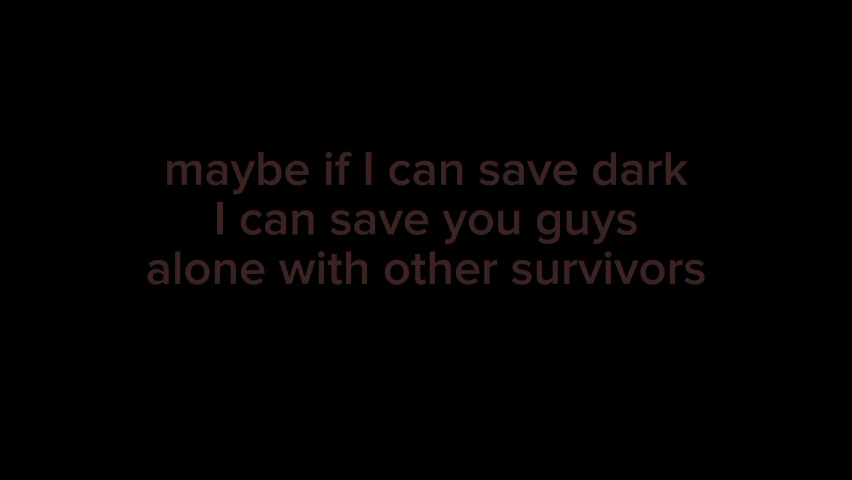 maybe if I can save dark
I can save you guys
alone with other survivors